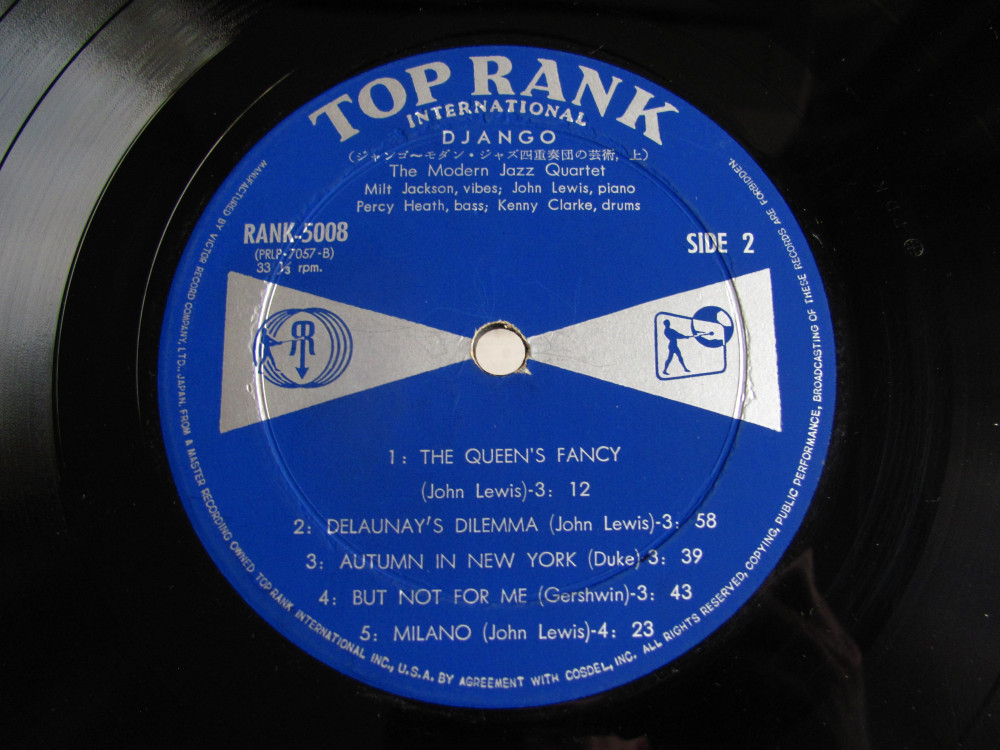 TOP RANK
INTERNATIONAL
DJANGO
(ジャンゴ〜モダン・ジャズ四重奏団の芸術, 上)
The Modern Jazz Quartet
Milt Jackson, vibes; John Lewis, piano
Percy Heath, bass; Kenny Clarke, drums
RANK-5008
(PRLP-7057-B)
33 ⅓ rpm.
SIDE 2
1: THE QUEEN'S FANCY
(John Lewis)-3: 12
2: DELAUNAY'S DILEMMA (John Lewis)-3: 58
3: AUTUMN IN NEW YORK (Duke)-3: 39
4: BUT NOT FOR ME (Gershwin)-3: 43
5: MILANO (John Lewis)-4: 23
MANUFACTURED BY VICTOR RECORD COMPANY, LTD., JAPAN, FROM A MASTER RECORDING OWNED TOP RANK INTERNATIONAL INC., U.S.A. BY AGREEMENT WITH COSDEL, INC. ALL RIGHTS RESERVED, COPYING, PUBLIC PERFORMANCE, BROADCASTING OF THESE RECORDS ARE FORBIDDEN.